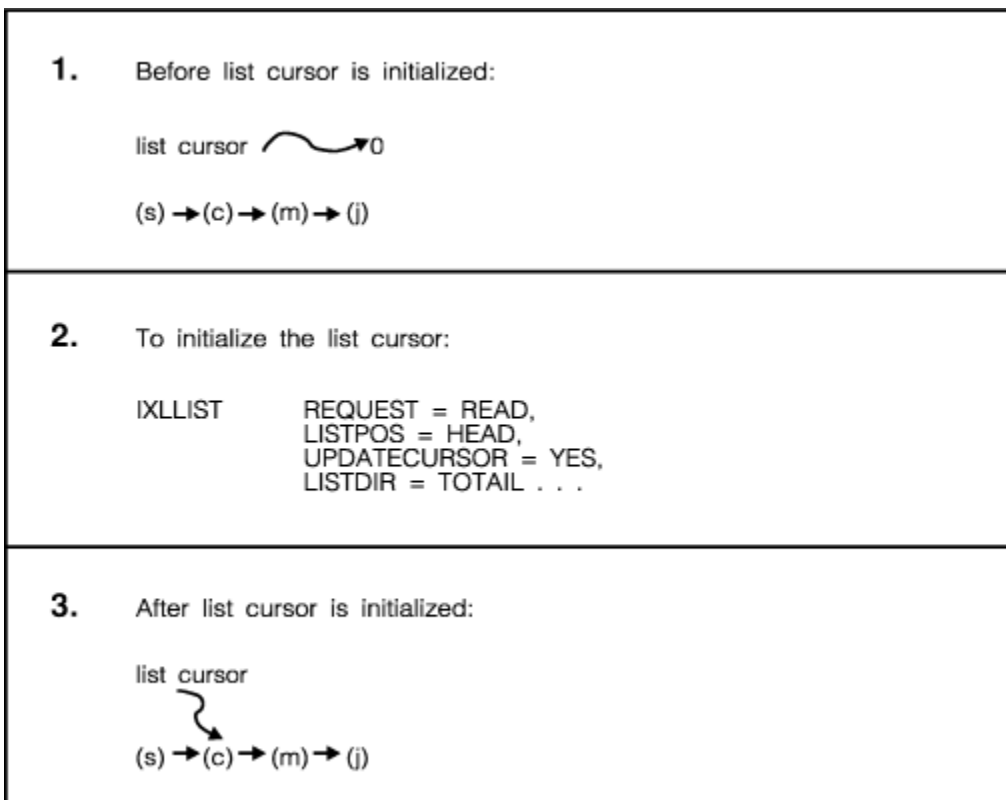 1. Before list cursor is initialized:
list cursor 0
(s) → (c) → (m) → (j)
2. To initialize the list cursor:
IXLLIST REQUEST = READ,
LISTPOS = HEAD,
UPDATECURSOR = YES,
LISTDIR = TOTAIL . . .
3. After list cursor is initialized:
list cursor
(s) → (c) → (m) → (j)